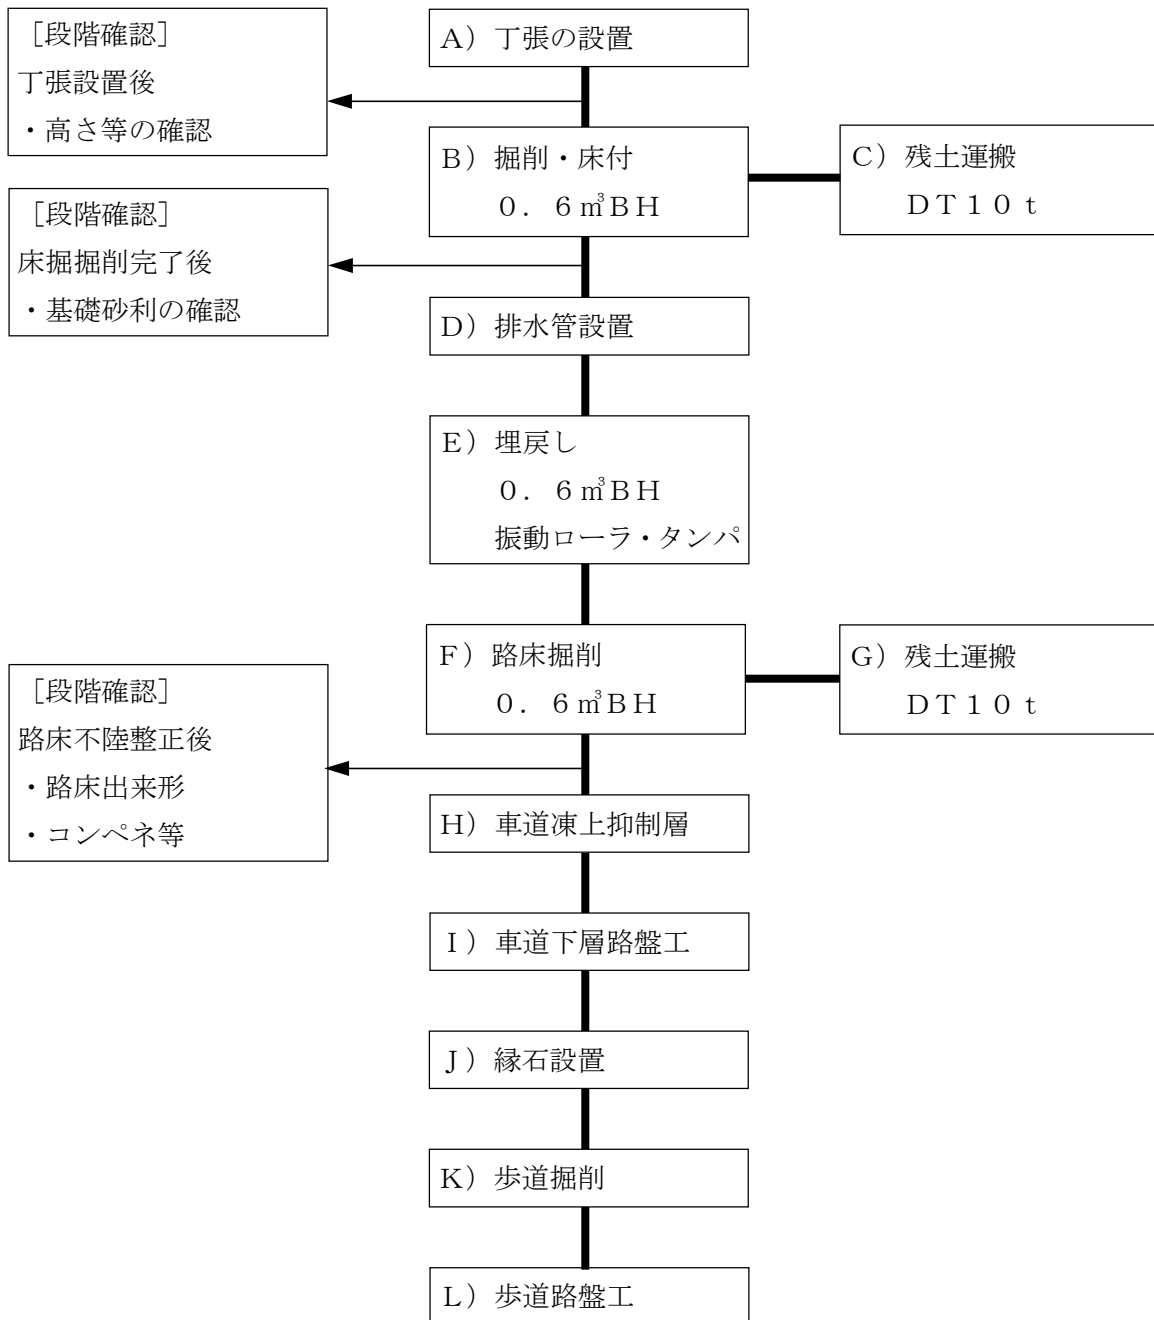 ［段階確認］
丁張設置後
・高さ等の確認
Ａ）丁張の設置
Ｂ）掘削・床付
０．６㎥ＢＨ
Ｃ）残土運搬
ＤＴ１０ｔ
［段階確認］
床掘掘削完了後
・基礎砂利の確認
Ｄ）排水管設置
Ｅ）埋戻し
０．６㎥ＢＨ
振動ローラ・タンパ
Ｆ）路床掘削
０．６㎥ＢＨ
Ｇ）残土運搬
ＤＴ１０ｔ
［段階確認］
路床不陸整正後
・路床出来形
・コンペネ等
Ｈ）車道凍上抑制層
Ｉ）車道下層路盤工
Ｊ）縁石設置
Ｋ）歩道掘削
Ｌ）歩道路盤工